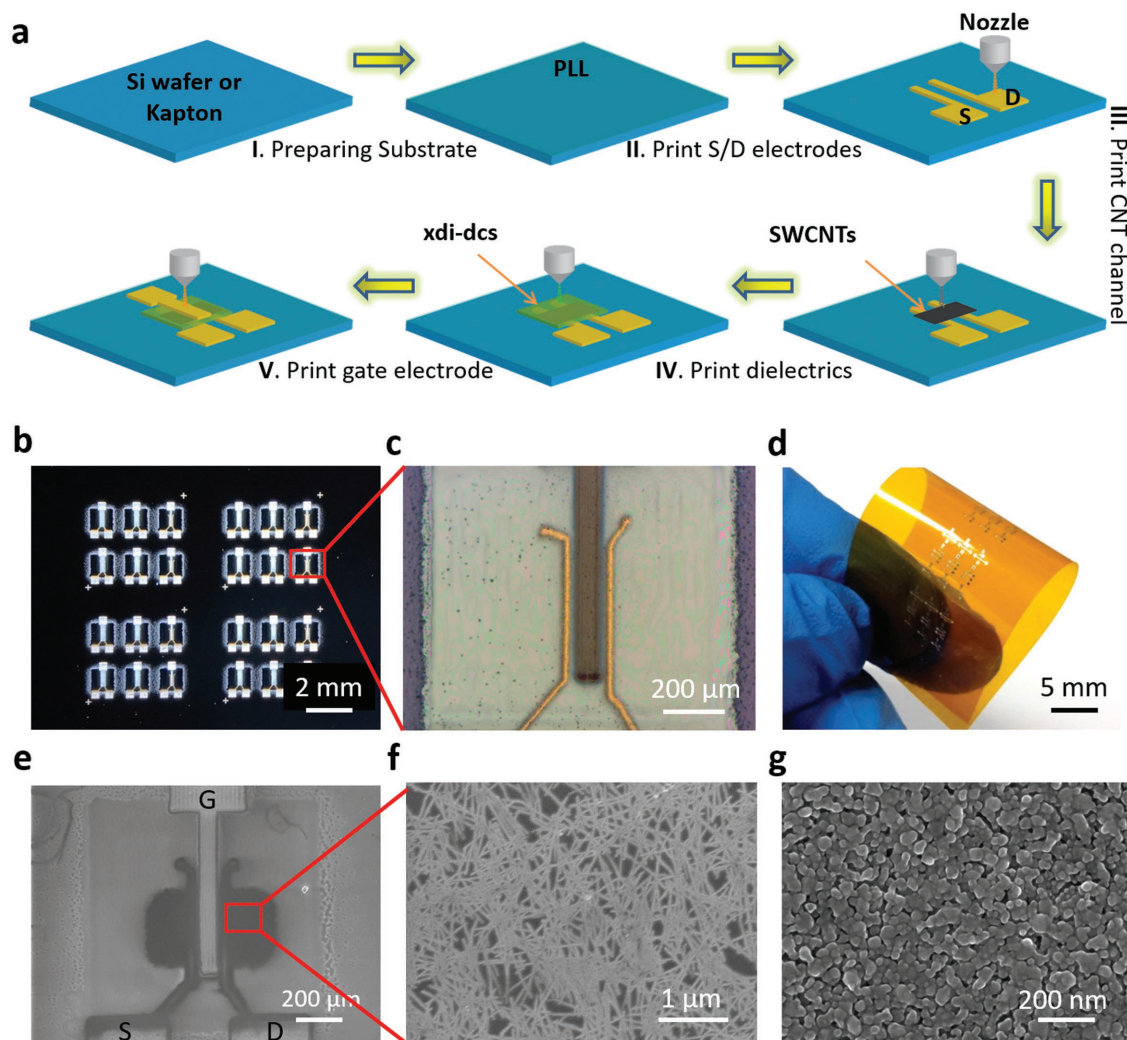 a
Si wafer or
Kapton
PLL
Nozzle
D
S
I. Preparing Substrate
II. Print S/D electrodes
III. Print CNT channel
xdi-dcs
SWCNTs
V. Print gate electrode
IV. Print dielectrics
b
2 mm
c
200 µm
d
5 mm
e
G
200 µm
S
D
f
1 µm
g
200 nm